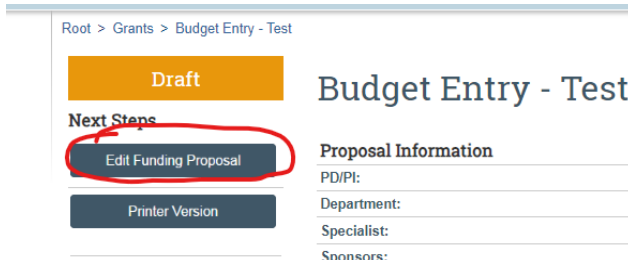 Root > Grants > Budget Entry - Test
Draft
Next Steps
Edit Funding Proposal
Printer Version
Budget Entry - Test
Proposal Information
PD/PI:
Department:
Specialist:
Sponsors: